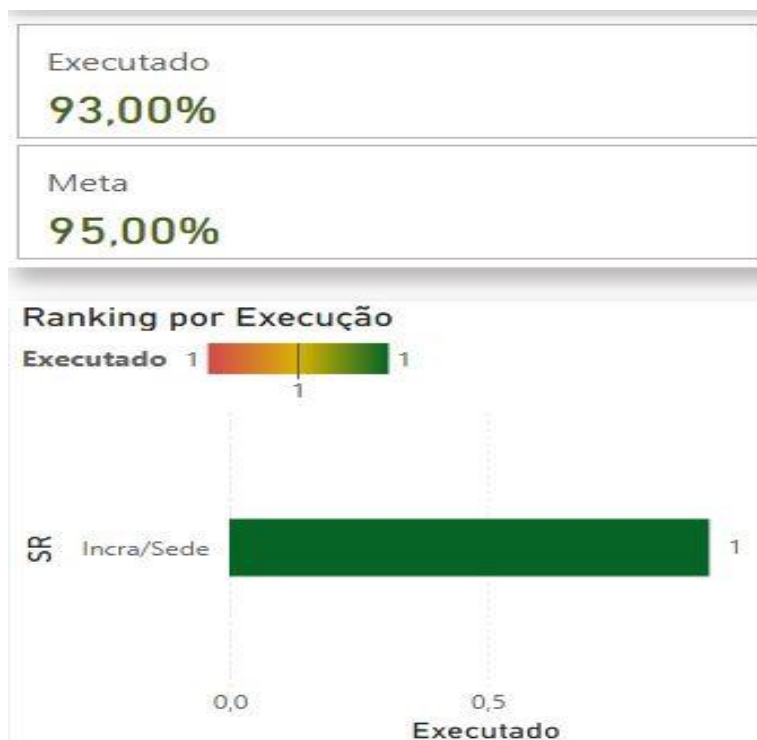 Executado
93,00%
Meta
95,00%
Ranking por Execução
Executado 1 1
1
SR Incra/Sede 1
0,0 0,5
Executado